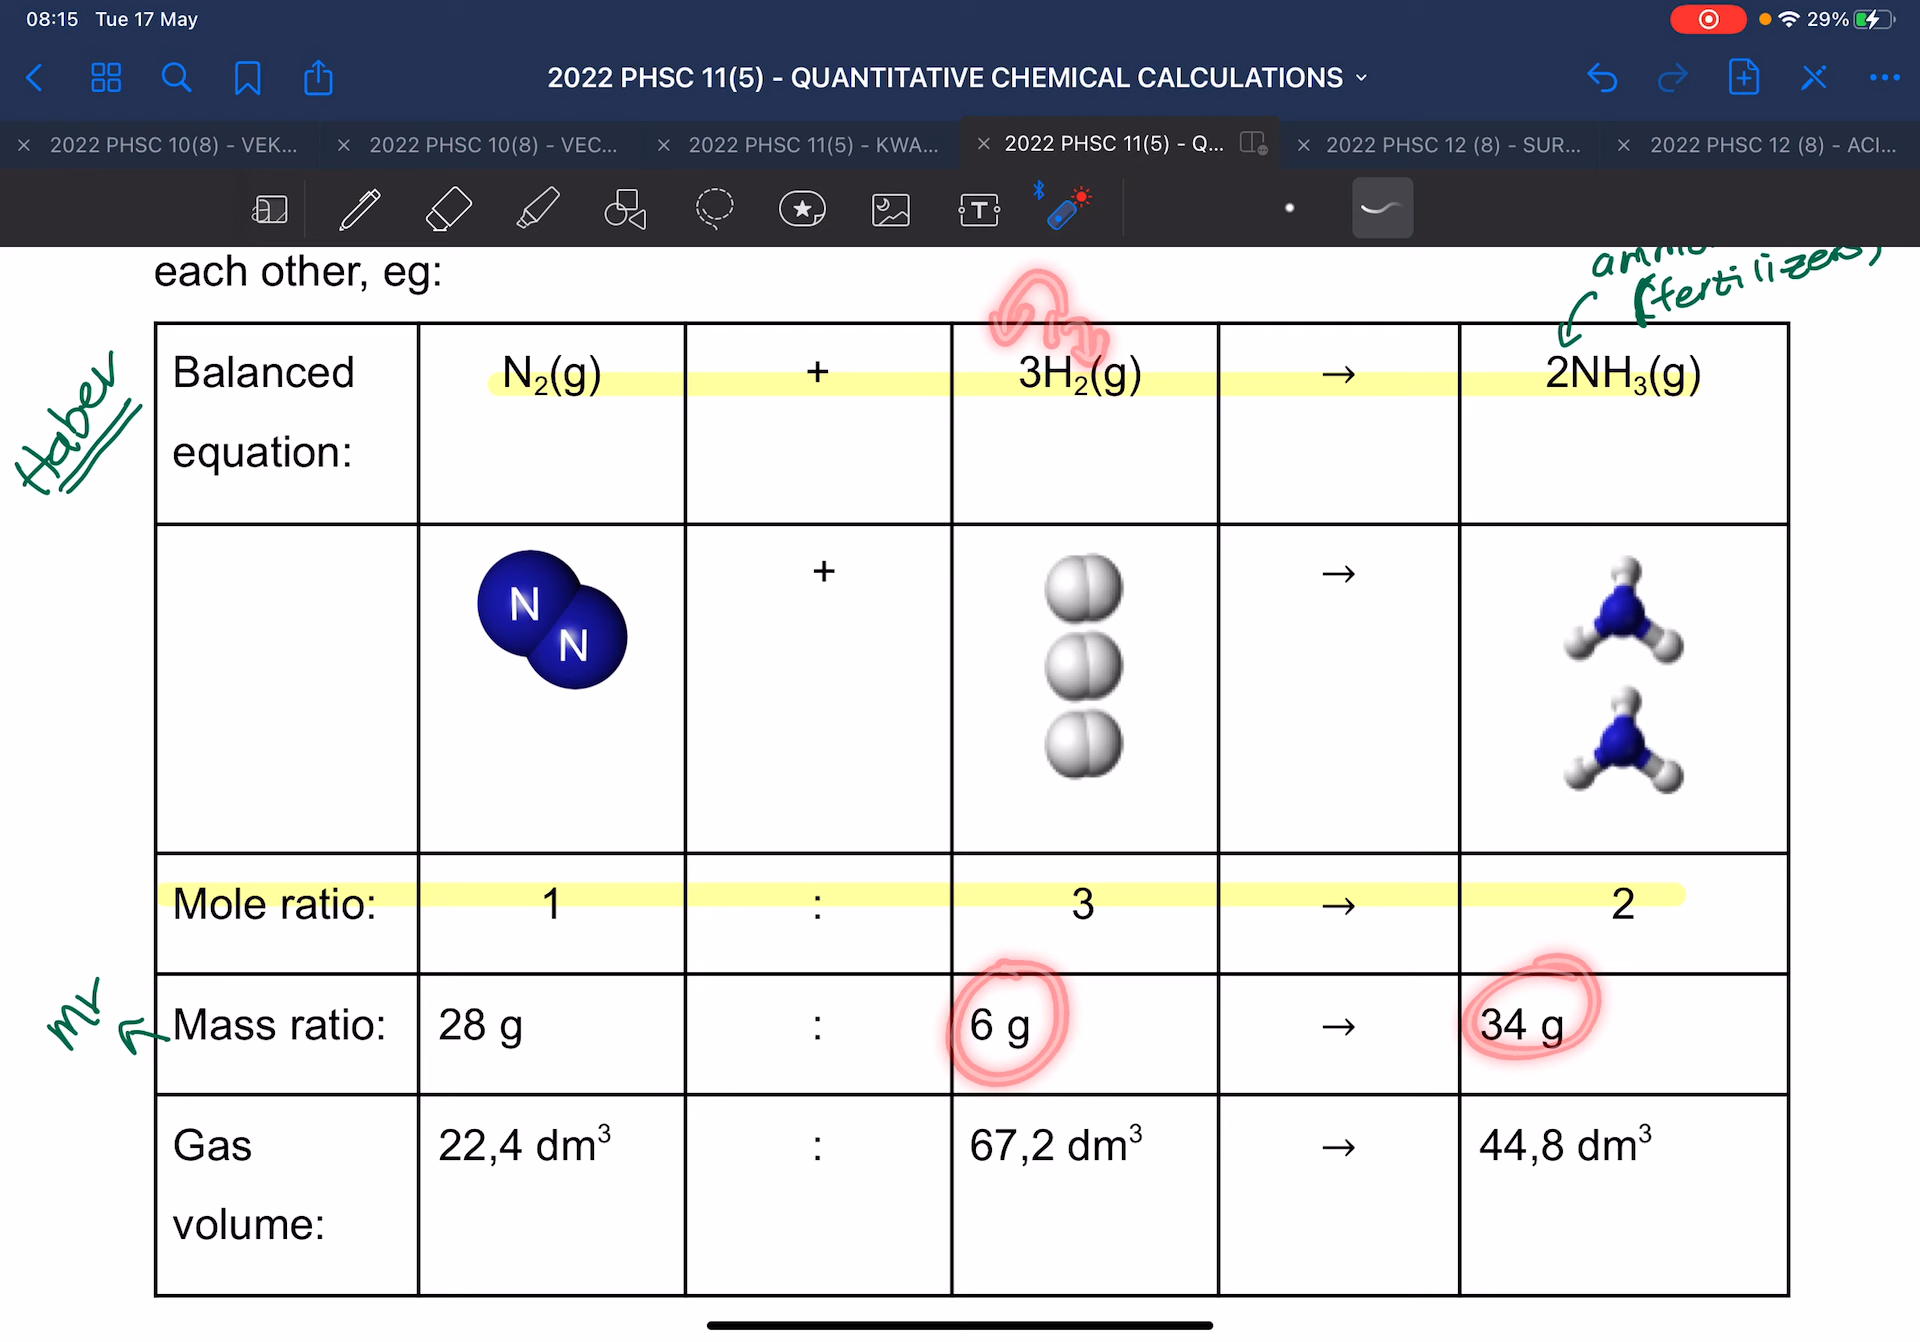 08:15 Tue 17 May 29%
2022 PHSC 11(5) - QUANTITATIVE CHEMICAL CALCULATIONS
2022 PHSC 10(8) - VEK... 2022 PHSC 10(8) - VEC... 2022 PHSC 11(5) - KWA... 2022 PHSC 11(5) - Q... 2022 PHSC 12 (8) - SUR... 2022 PHSC 12 (8) - ACI...
T
(fertilizers)
each other, eg:
Haber
Balanced equation: N₂(g) + 3H₂(g) → 2NH₃(g)
N + →
N
Mole ratio: 1 : 3 → 2
Mr
Mass ratio: 28 g : 6 g → 34 g
Gas volume: 22,4 dm³ : 67,2 dm³ → 44,8 dm³